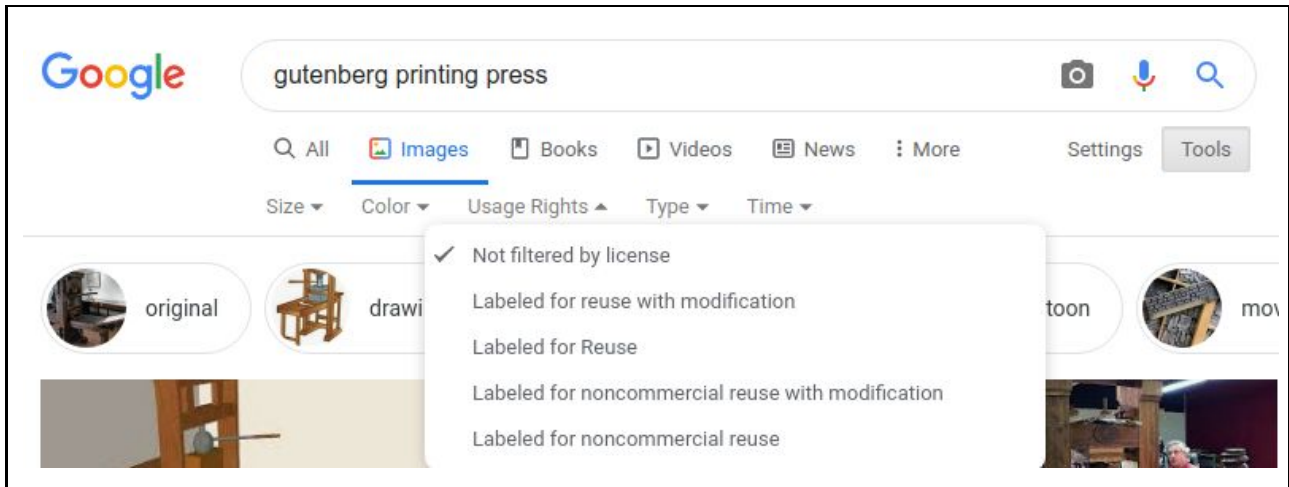 Google
gutenberg printing press
All Images Books Videos News More Settings Tools
Size Color Usage Rights Type Time
Not filtered by license
Labeled for reuse with modification
original drawi toon mov
Labeled for Reuse
Labeled for noncommercial reuse with modification
Labeled for noncommercial reuse